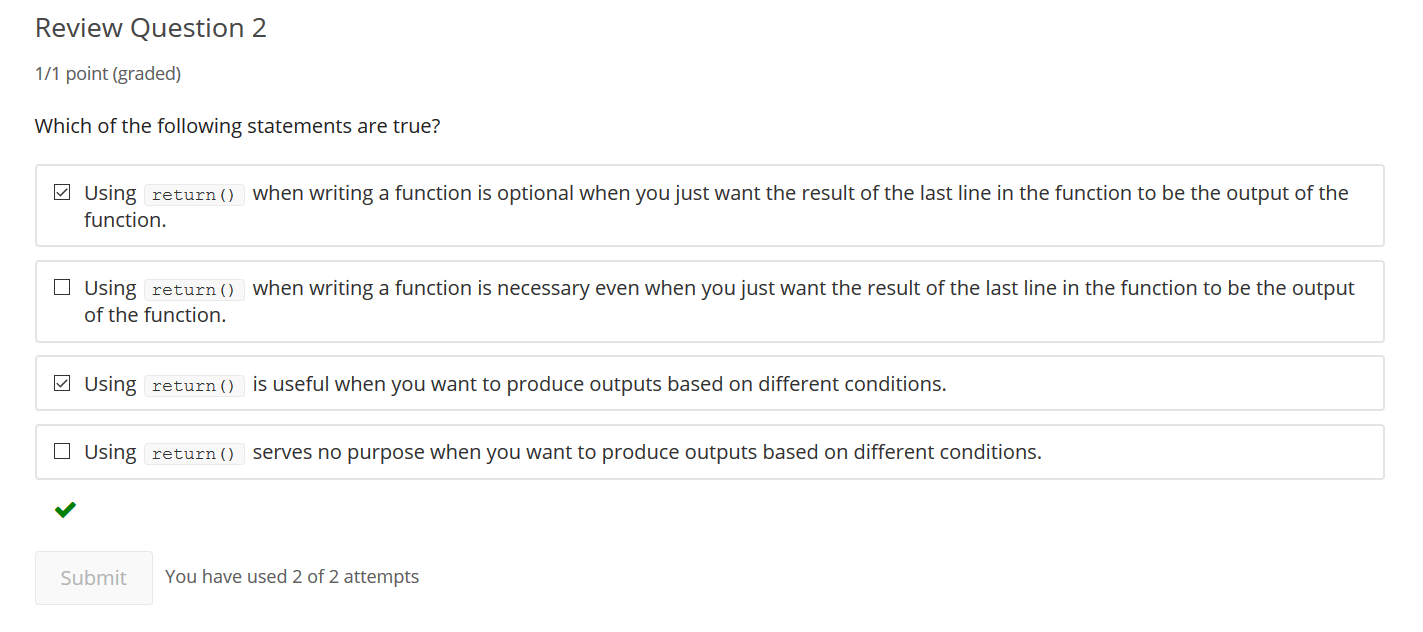 Review Question 2
1/1 point (graded)
Which of the following statements are true?
Using return() when writing a function is optional when you just want the result of the last line in the function to be the output of the
function.
Using return() when writing a function is necessary even when you just want the result of the last line in the function to be the output
of the function.
Using return() is useful when you want to produce outputs based on different conditions.
Using return() serves no purpose when you want to produce outputs based on different conditions.
Submit You have used 2 of 2 attempts